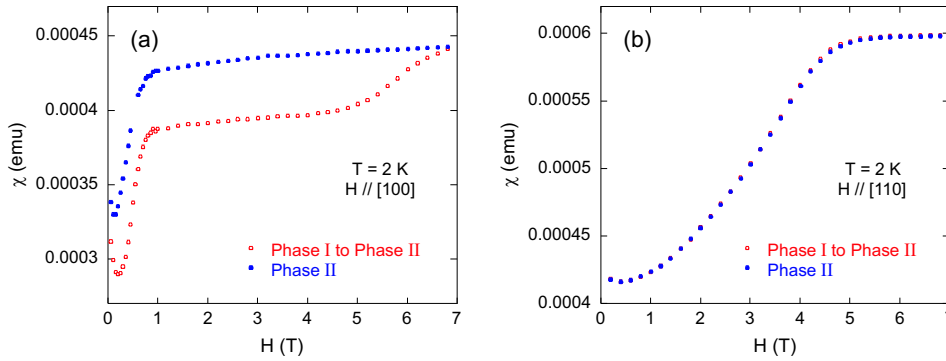 (a)
0.00045
0.0004
0.00035
0.0003
χ (emu)
T = 2 K
H // [100]
Phase I to Phase II
Phase II
0 1 2 3 4 5 6 7
H (T)
(b)
0.0006
0.00055
0.0005
0.00045
0.0004
χ (emu)
T = 2 K
H // [110]
Phase I to Phase II
Phase II
0 1 2 3 4 5 6
H (T)